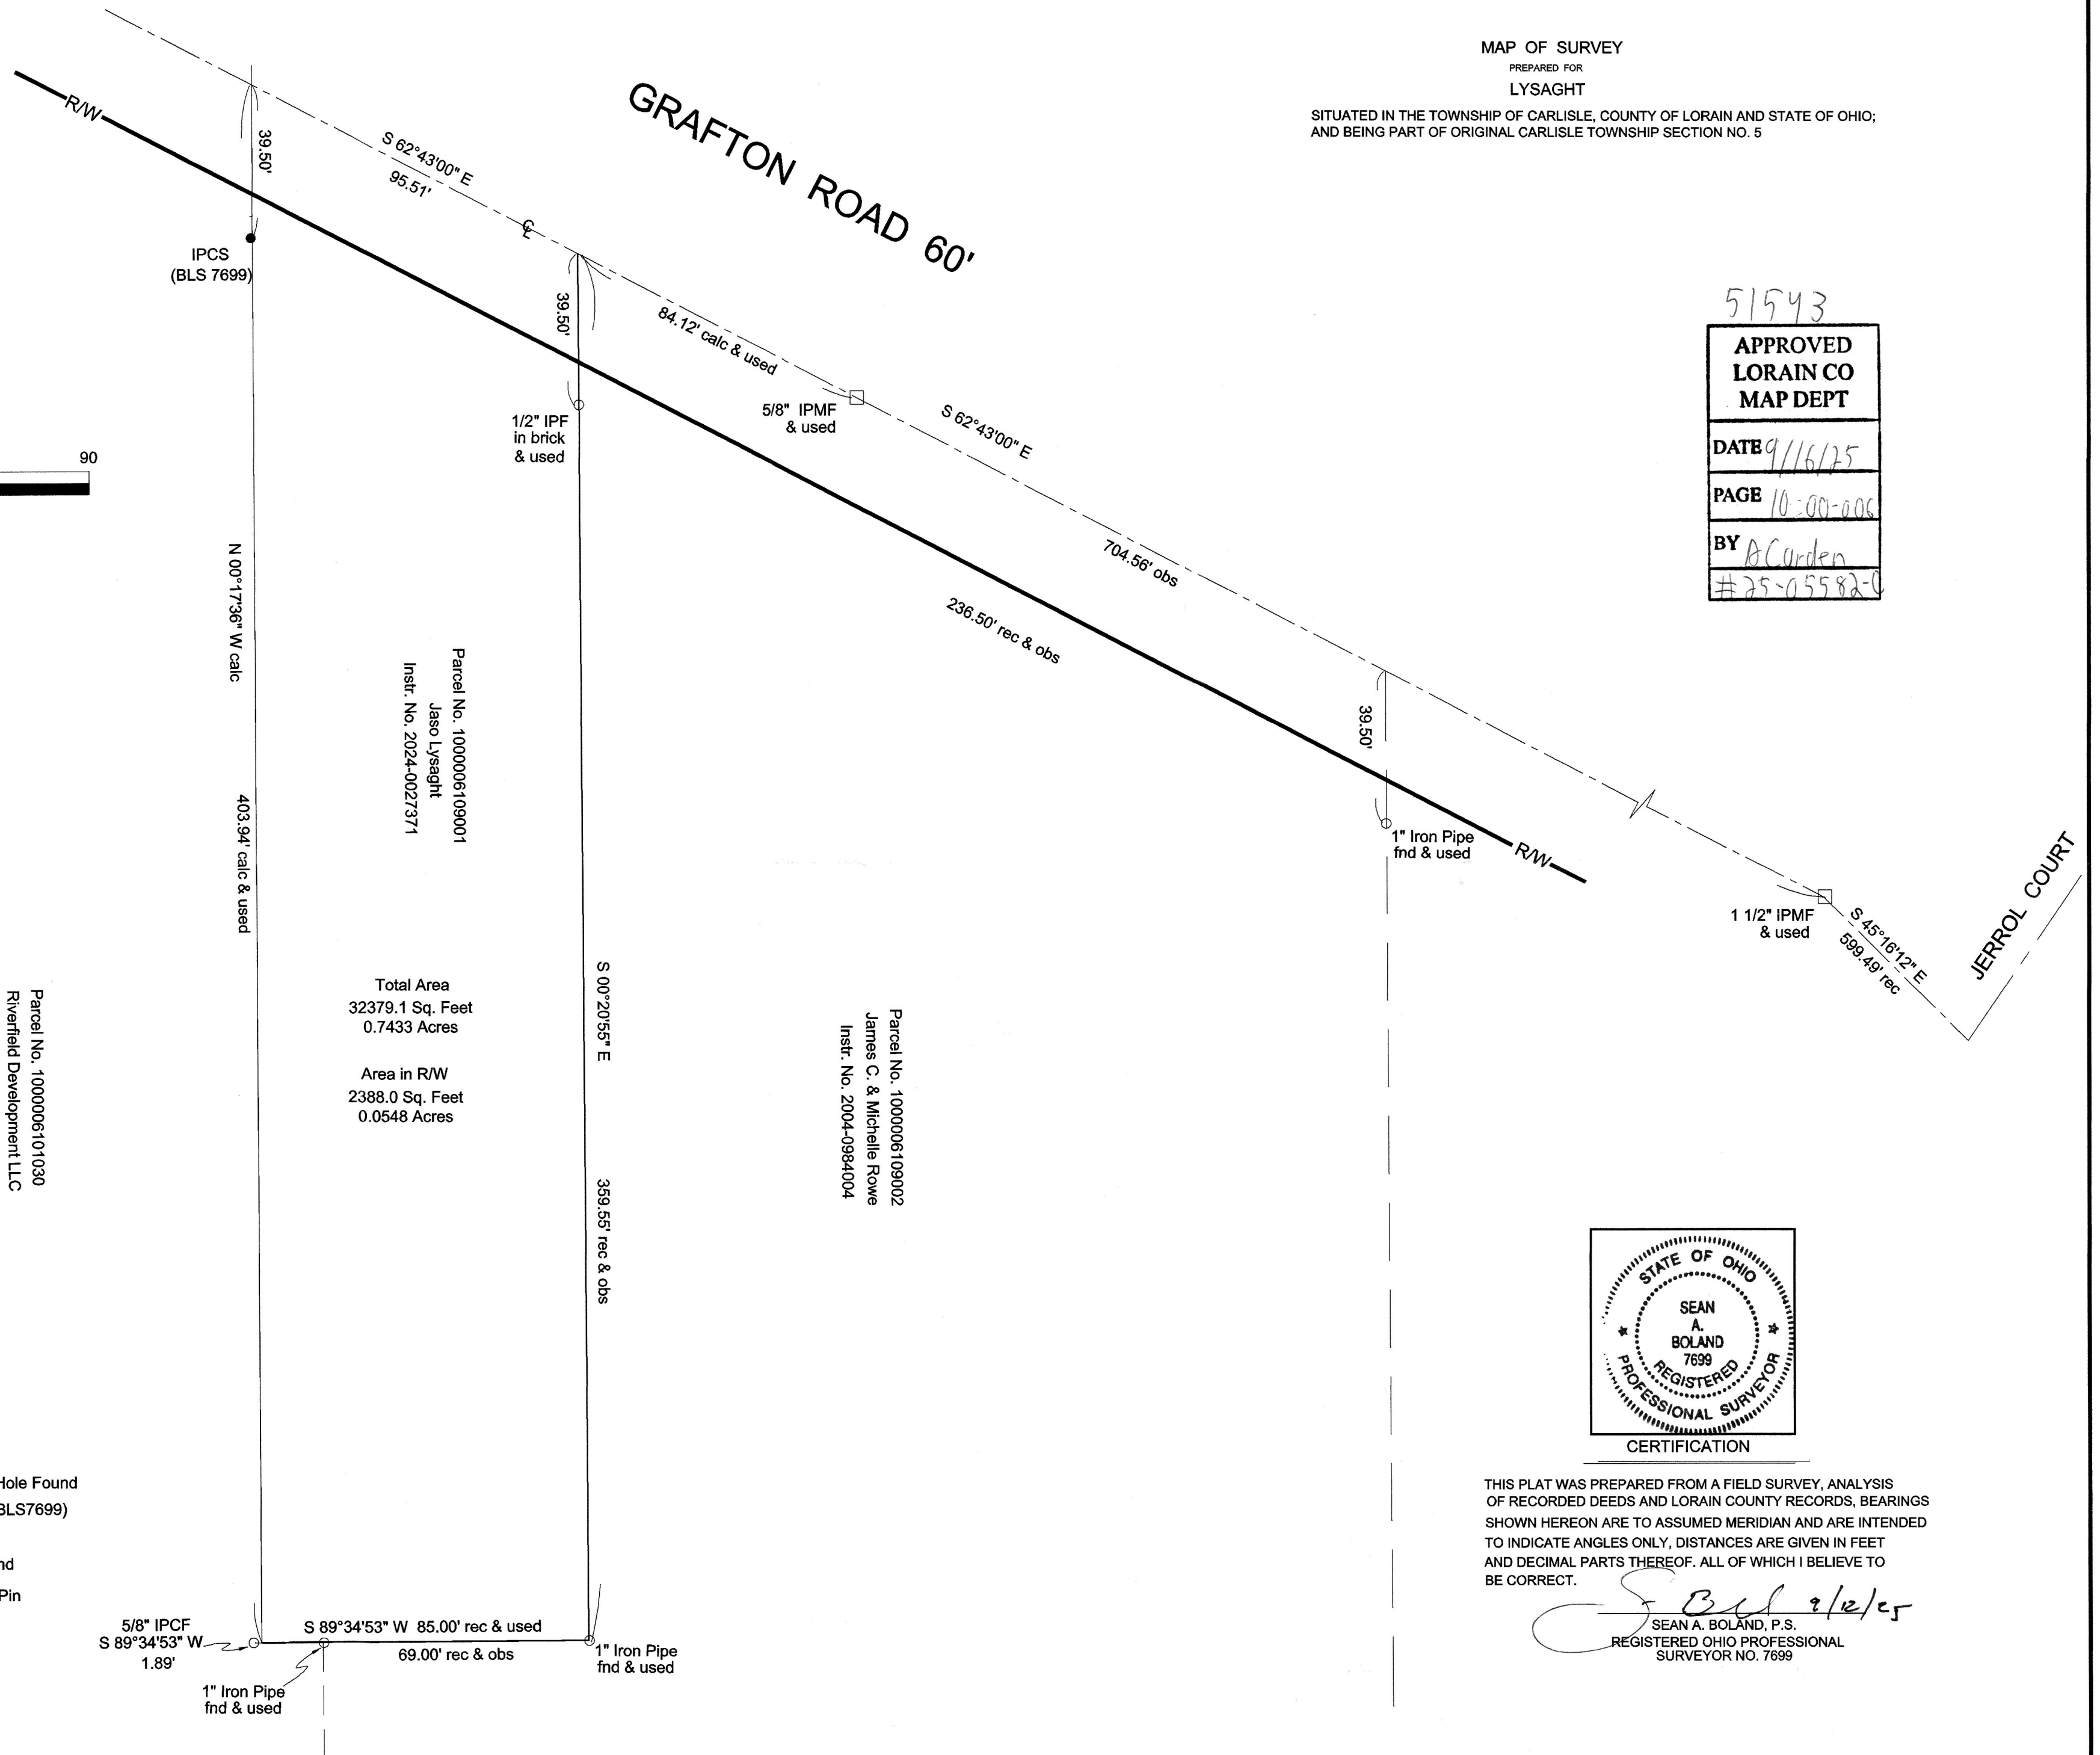 MAP OF SURVEY
PREPARED FOR
LYSAGHT
SITUATED IN THE TOWNSHIP OF CARLISLE, COUNTY OF LORAIN AND STATE OF OHIO;
AND BEING PART OF ORIGINAL CARLISLE TOWNSHIP SECTION NO. 5
GRAFTON ROAD 60'
R/W
39.50'
S 62°43'00" E
95.51'
CL
IPCS
(BLS 7699)
39.50'
84.12' calc & used
1/2" IPF
in brick
& used
5/8" IPMF
& used
S 62°43'00" E
704.56' obs
236.50' rec & obs
39.50'
1" Iron Pipe
fnd & used
R/W
1 1/2" IPMF
& used
S 45°16'12" E
599.49' rec
JERROL COURT
51543
APPROVED
LORAIN CO
MAP DEPT
DATE 9/16/25
PAGE 10-00-006
BY A Carden
#25-05582-
90
N 00°17'36" W calc
403.94' calc & used
Parcel No. 1000006109001
Jaso Lysaght
Instr. No. 2024-0027371
Total Area
32379.1 Sq. Feet
0.7433 Acres
Area in R/W
2388.0 Sq. Feet
0.0548 Acres
S 00°20'55" E
359.55' rec & obs
Parcel No. 1000006109002
James C. & Michelle Rowe
Instr. No. 2004-0984004
Parcel No. 1000006101030
Riverfield Development LLC
Hole Found
BLS7699)
nd
Pin
5/8" IPCF
S 89°34'53" W
1.89'
S 89°34'53" W 85.00' rec & used
69.00' rec & obs
1" Iron Pipe
fnd & used
1" Iron Pipe
fnd & used
STATE OF OHIO
SEAN
A.
BOLAND
7699
REGISTERED
PROFESSIONAL SURVEYOR
CERTIFICATION
THIS PLAT WAS PREPARED FROM A FIELD SURVEY, ANALYSIS
OF RECORDED DEEDS AND LORAIN COUNTY RECORDS, BEARINGS
SHOWN HEREON ARE TO ASSUMED MERIDIAN AND ARE INTENDED
TO INDICATE ANGLES ONLY, DISTANCES ARE GIVEN IN FEET
AND DECIMAL PARTS THEREOF. ALL OF WHICH I BELIEVE TO
BE CORRECT.
9/12/25
SEAN A. BOLAND, P.S.
REGISTERED OHIO PROFESSIONAL
SURVEYOR NO. 7699